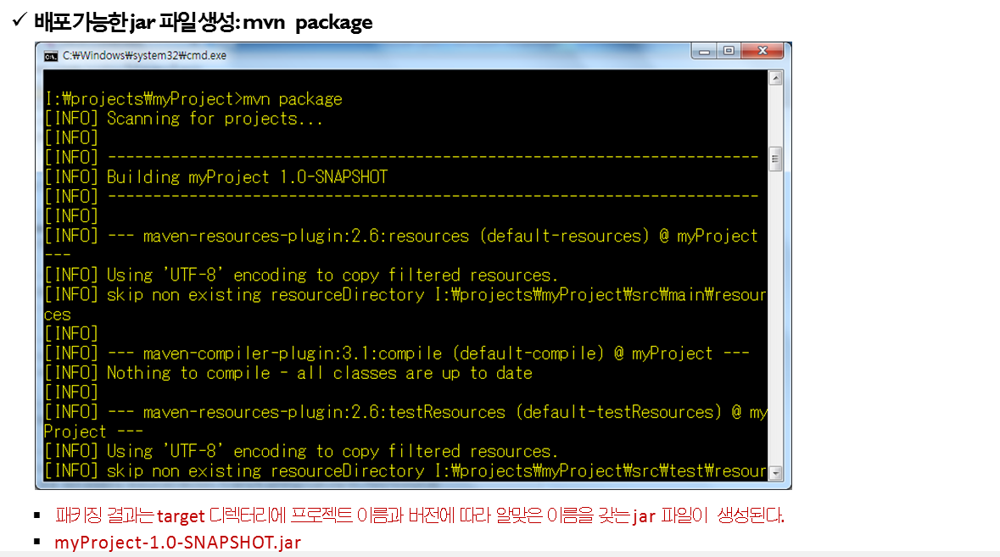 ✓ 배포 가능한 jar 파일 생성: mvn package
C:\Windows\system32\cmd.exe
I:\projects\myProject>mvn package
[INFO] Scanning for projects...
[INFO]
[INFO] ------------------------------------------------------------------------
[INFO] Building myProject 1.0-SNAPSHOT
[INFO] ------------------------------------------------------------------------
[INFO]
[INFO] --- maven-resources-plugin:2.6:resources (default-resources) @ myProject
---
[INFO] Using 'UTF-8' encoding to copy filtered resources.
[INFO] skip non existing resourceDirectory I:\projects\myProject\src\main\resour
ces
[INFO]
[INFO] --- maven-compiler-plugin:3.1:compile (default-compile) @ myProject ---
[INFO] Nothing to compile - all classes are up to date
[INFO]
[INFO] --- maven-resources-plugin:2.6:testResources (default-testResources) @ my
Project ---
[INFO] Using 'UTF-8' encoding to copy filtered resources.
[INFO] skip non existing resourceDirectory I:\projects\myProject\src\test\resour
▪ 패키징 결과는 target 디렉터리에 프로젝트 이름과 버전에 따라 알맞은 이름을 갖는 jar 파일이 생성된다.
▪ myProject-1.0-SNAPSHOT.jar